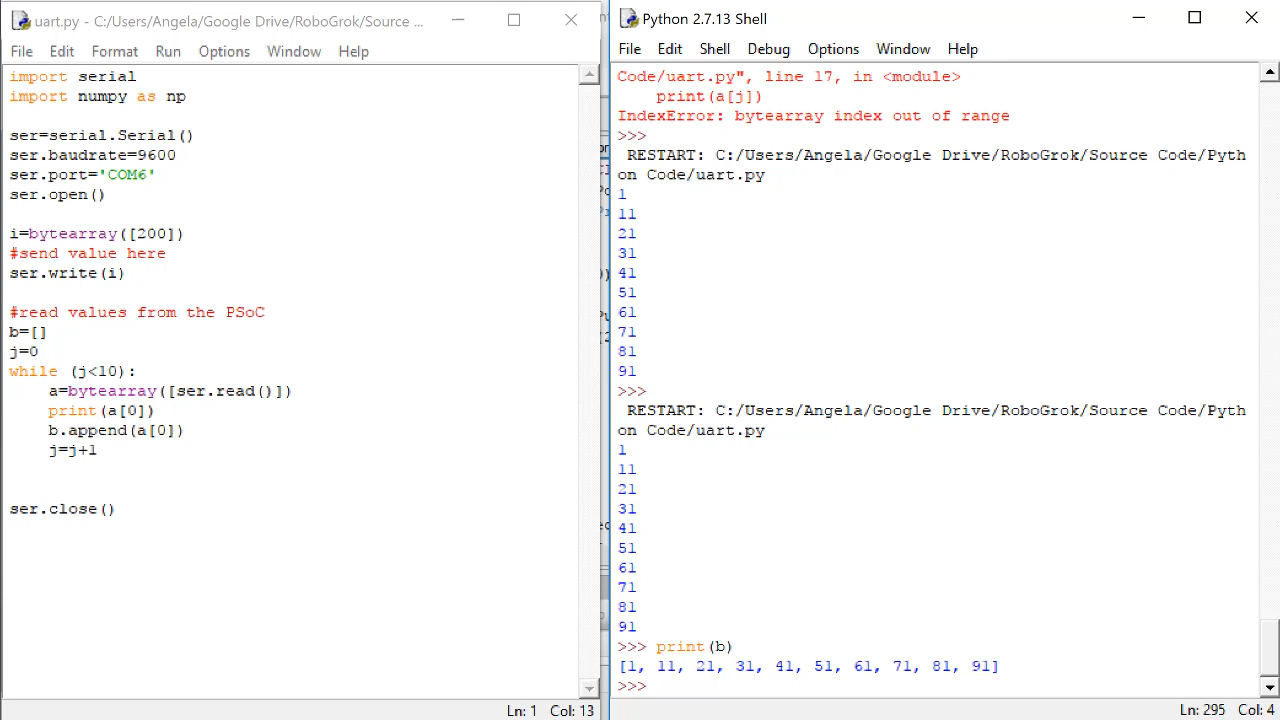 uart.py - C:/Users/Angela/Google Drive/RoboGrok/Source ...
File Edit Format Run Options Window Help
import serial
import numpy as np
ser=serial.Serial()
ser.baudrate=9600
ser.port='COM6'
ser.open()
i=bytearray([200])
#send value here
ser.write(i)
#read values from the PSoC
b=[]
j=0
while (j<10):
    a=bytearray([ser.read()])
    print(a[0])
    b.append(a[0])
    j=j+1
ser.close()
Ln: 1 Col: 13
Python 2.7.13 Shell
File Edit Shell Debug Options Window Help
Code/uart.py", line 17, in <module>
    print(a[j])
IndexError: bytearray index out of range
>>>
 RESTART: C:/Users/Angela/Google Drive/RoboGrok/Source Code/Pyth
on Code/uart.py
1
11
21
31
41
51
61
71
81
91
>>>
 RESTART: C:/Users/Angela/Google Drive/RoboGrok/Source Code/Pyth
on Code/uart.py
1
11
21
31
41
51
61
71
81
91
>>> print(b)
[1, 11, 21, 31, 41, 51, 61, 71, 81, 91]
>>>
Ln: 295 Col: 4